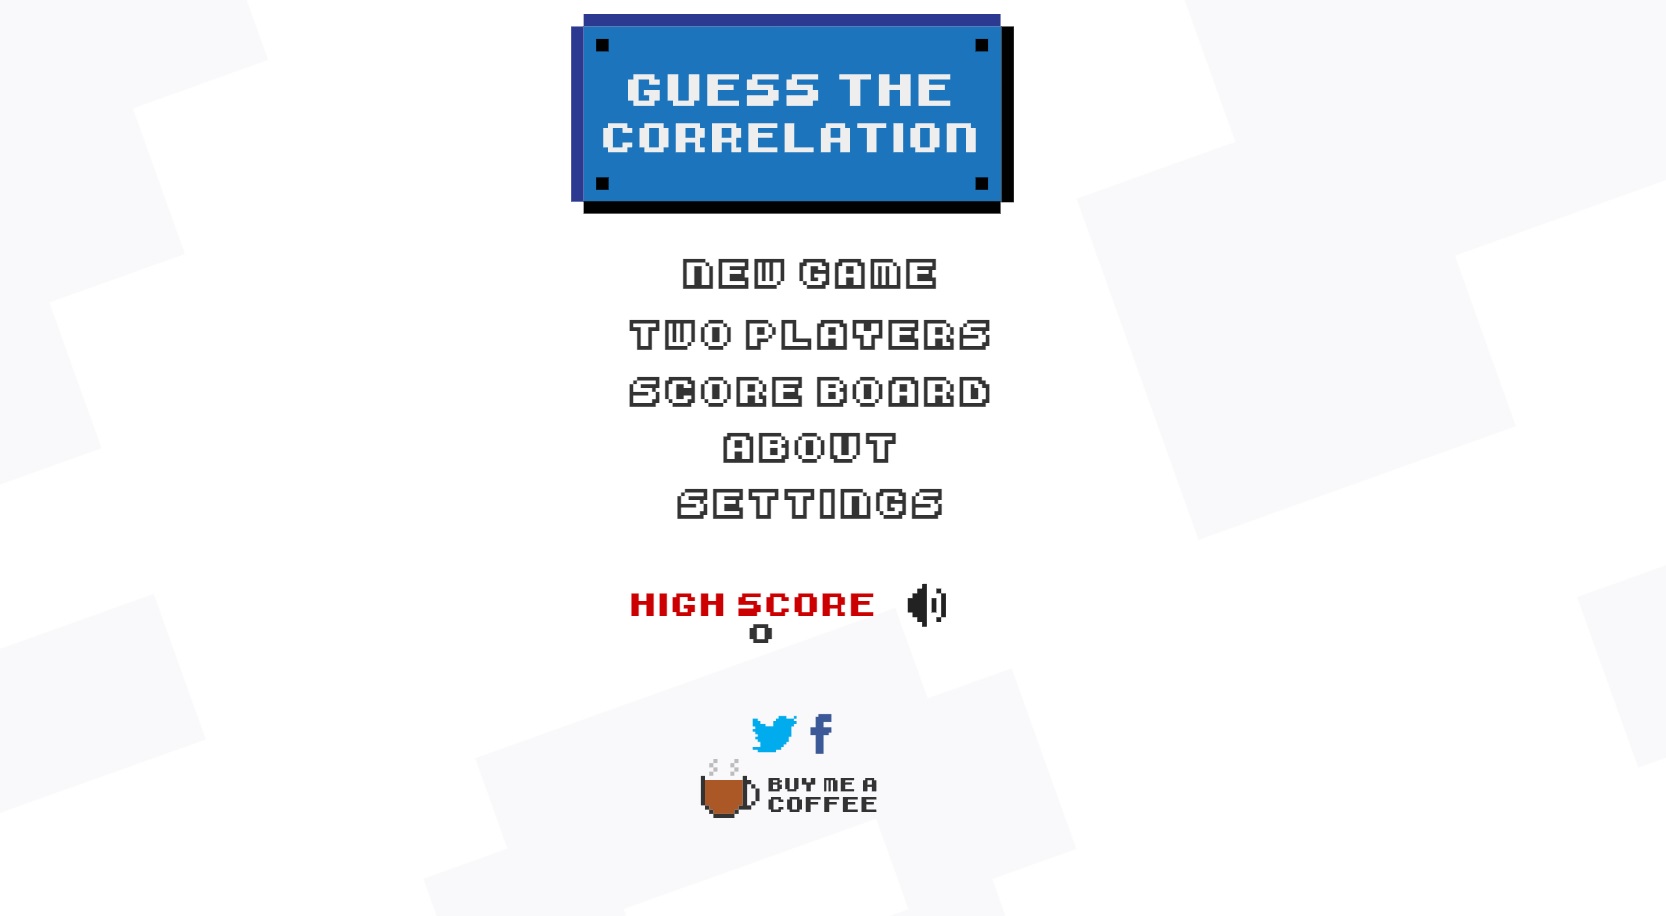 GUESS THE
CORRELATION
NEW GAME
TWO PLAYERS
SCORE BOARD
ABOUT
SETTINGS
HIGH SCORE
0
BUY ME A
COFFEE